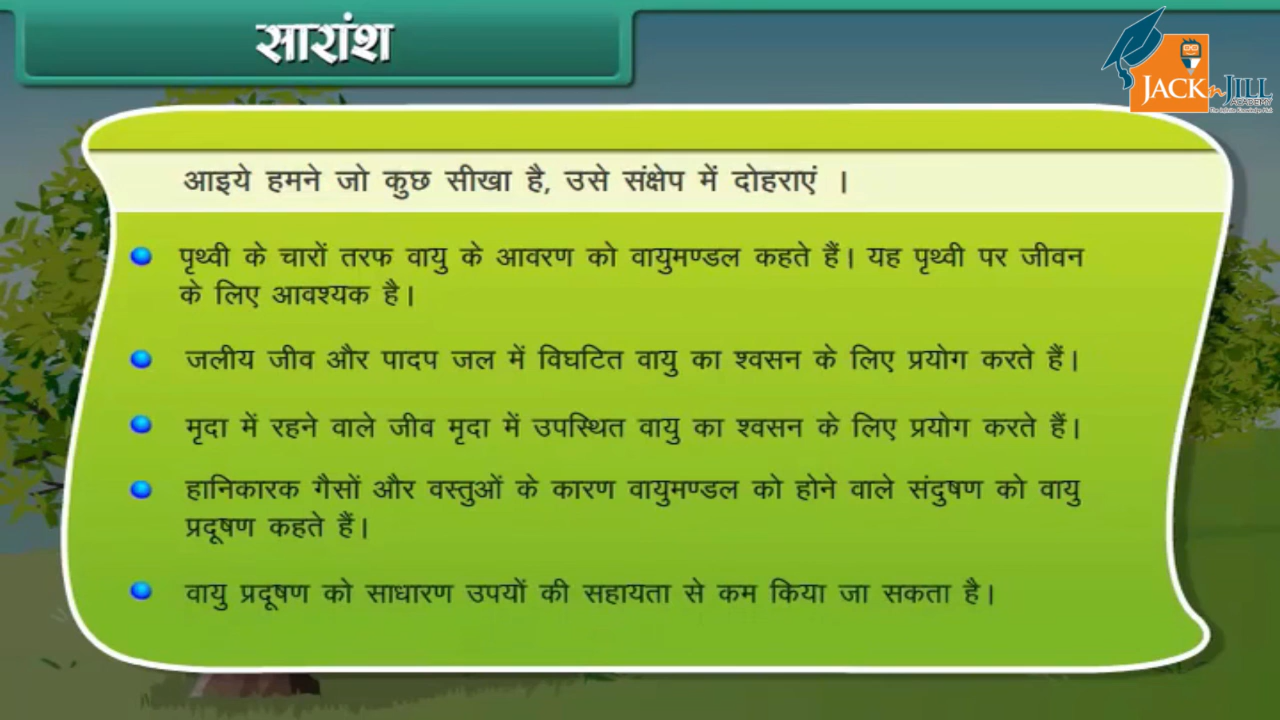 सारांश
JACK n JILL
ACADEMY
आइये हमने जो कुछ सीखा है, उसे संक्षेप में दोहराएं ।
पृथ्वी के चारों तरफ वायु के आवरण को वायुमण्डल कहते हैं। यह पृथ्वी पर जीवन
के लिए आवश्यक है।
जलीय जीव और पादप जल में विघटित वायु का श्वसन के लिए प्रयोग करते हैं।
मृदा में रहने वाले जीव मृदा में उपस्थित वायु का श्वसन के लिए प्रयोग करते हैं।
हानिकारक गैसों और वस्तुओं के कारण वायुमण्डल को होने वाले संदुषण को वायु
प्रदूषण कहते हैं।
वायु प्रदूषण को साधारण उपयों की सहायता से कम किया जा सकता है।